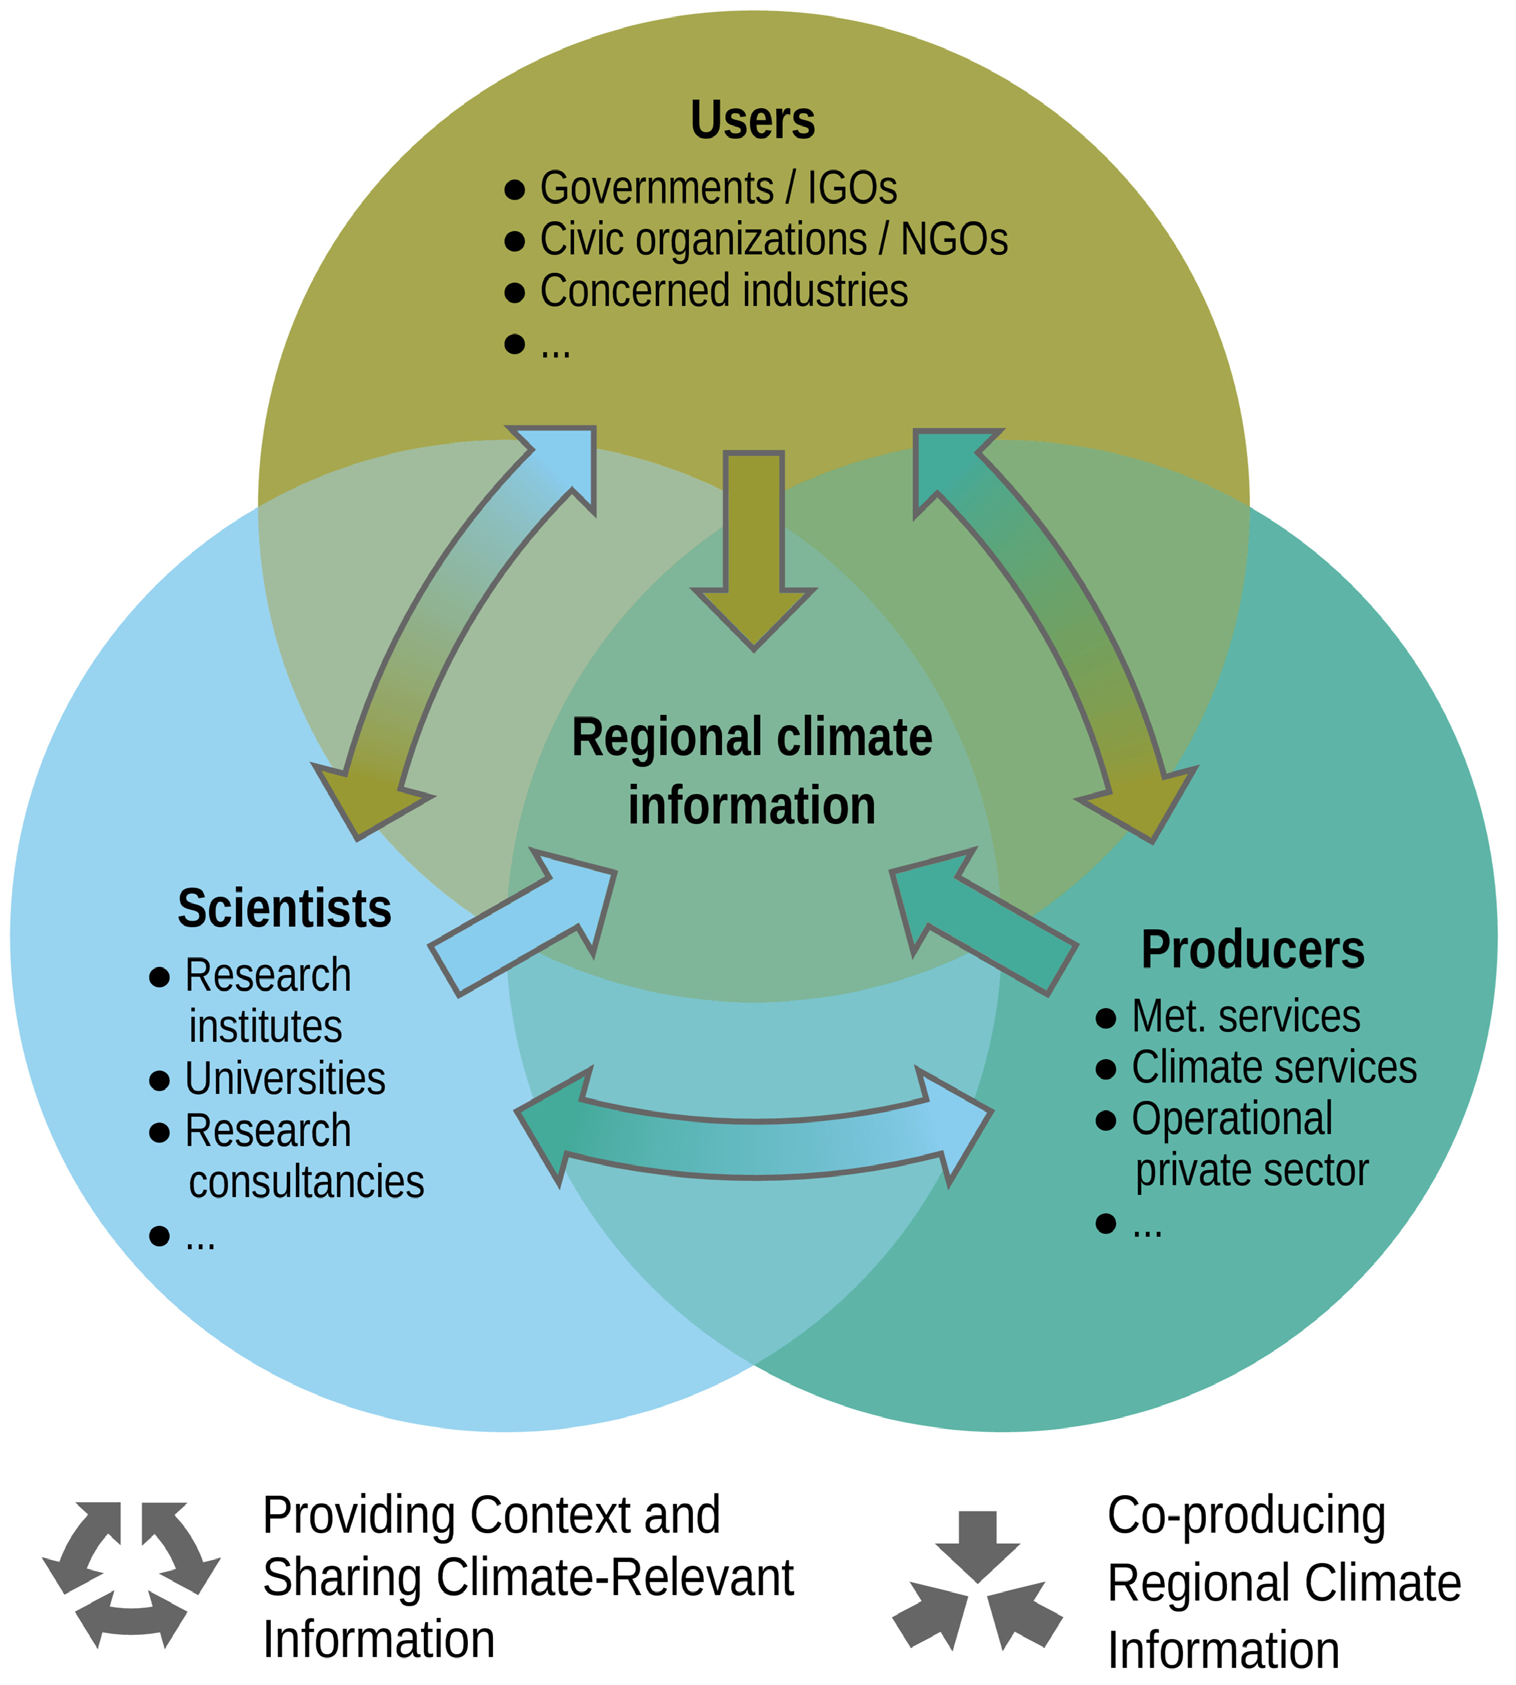 Users
● Governments / IGOs
● Civic organizations / NGOs
● Concerned industries
● ...
Regional climate
information
Scientists
● Research
institutes
● Universities
● Research
consultancies
● ...
Producers
● Met. services
● Climate services
● Operational
private sector
● ...
Providing Context and
Sharing Climate-Relevant
Information
Co-producing
Regional Climate
Information